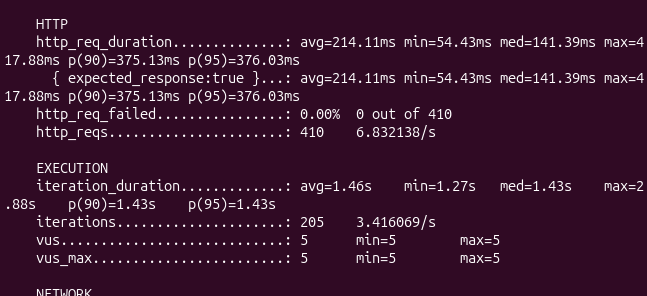 HTTP
http_req_duration..............: avg=214.11ms min=54.43ms med=141.39ms max=4
17.88ms p(90)=375.13ms p(95)=376.03ms
{ expected_response:true }...: avg=214.11ms min=54.43ms med=141.39ms max=4
17.88ms p(90)=375.13ms p(95)=376.03ms
http_req_failed................: 0.00%  0 out of 410
http_reqs......................: 410    6.832138/s
EXECUTION
iteration_duration.............: avg=1.46s    min=1.27s   med=1.43s    max=2
.88s    p(90)=1.43s    p(95)=1.43s
iterations.....................: 205    3.416069/s
vus............................: 5      min=5        max=5
vus_max........................: 5      min=5        max=5
NETWORK